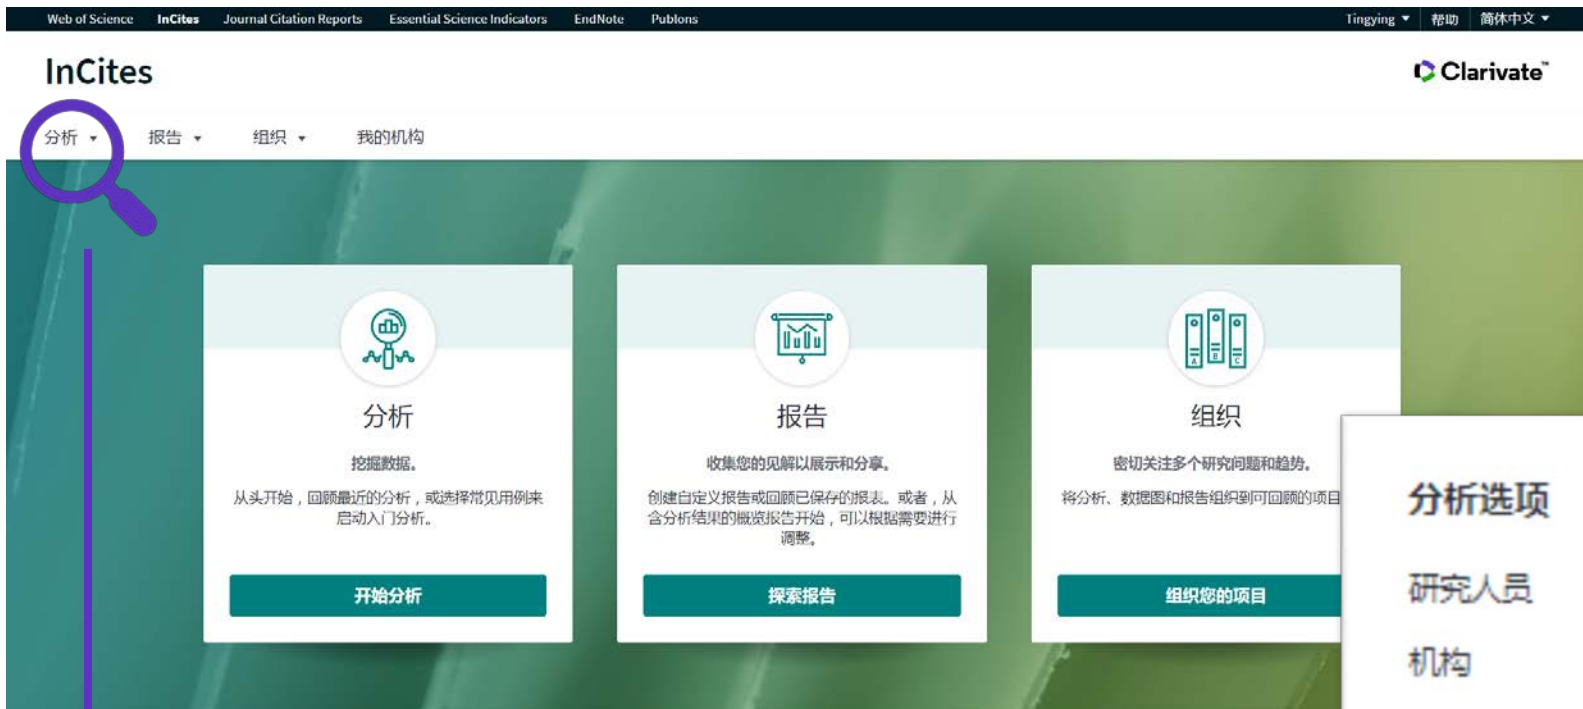 Web of Science InCites Journal Citation Reports Essential Science Indicators EndNote Publons Tingying 帮助 简体中文
InCites
Clarivate™
分析 报告 组织 我的机构
分析
挖掘数据。
从头开始，回顾最近的分析，或选择常见用例来
启动入门分析。
开始分析
报告
收集您的见解以展示和分享。
创建自定义报告或回顾已保存的报表。或者，从
含分析结果的概览报告开始，可以根据需要进行
调整。
探索报告
组织
密切关注多个研究问题和趋势。
将分析、数据图和报告组织到可回顾的项目
组织您的项目
分析选项
研究人员
机构